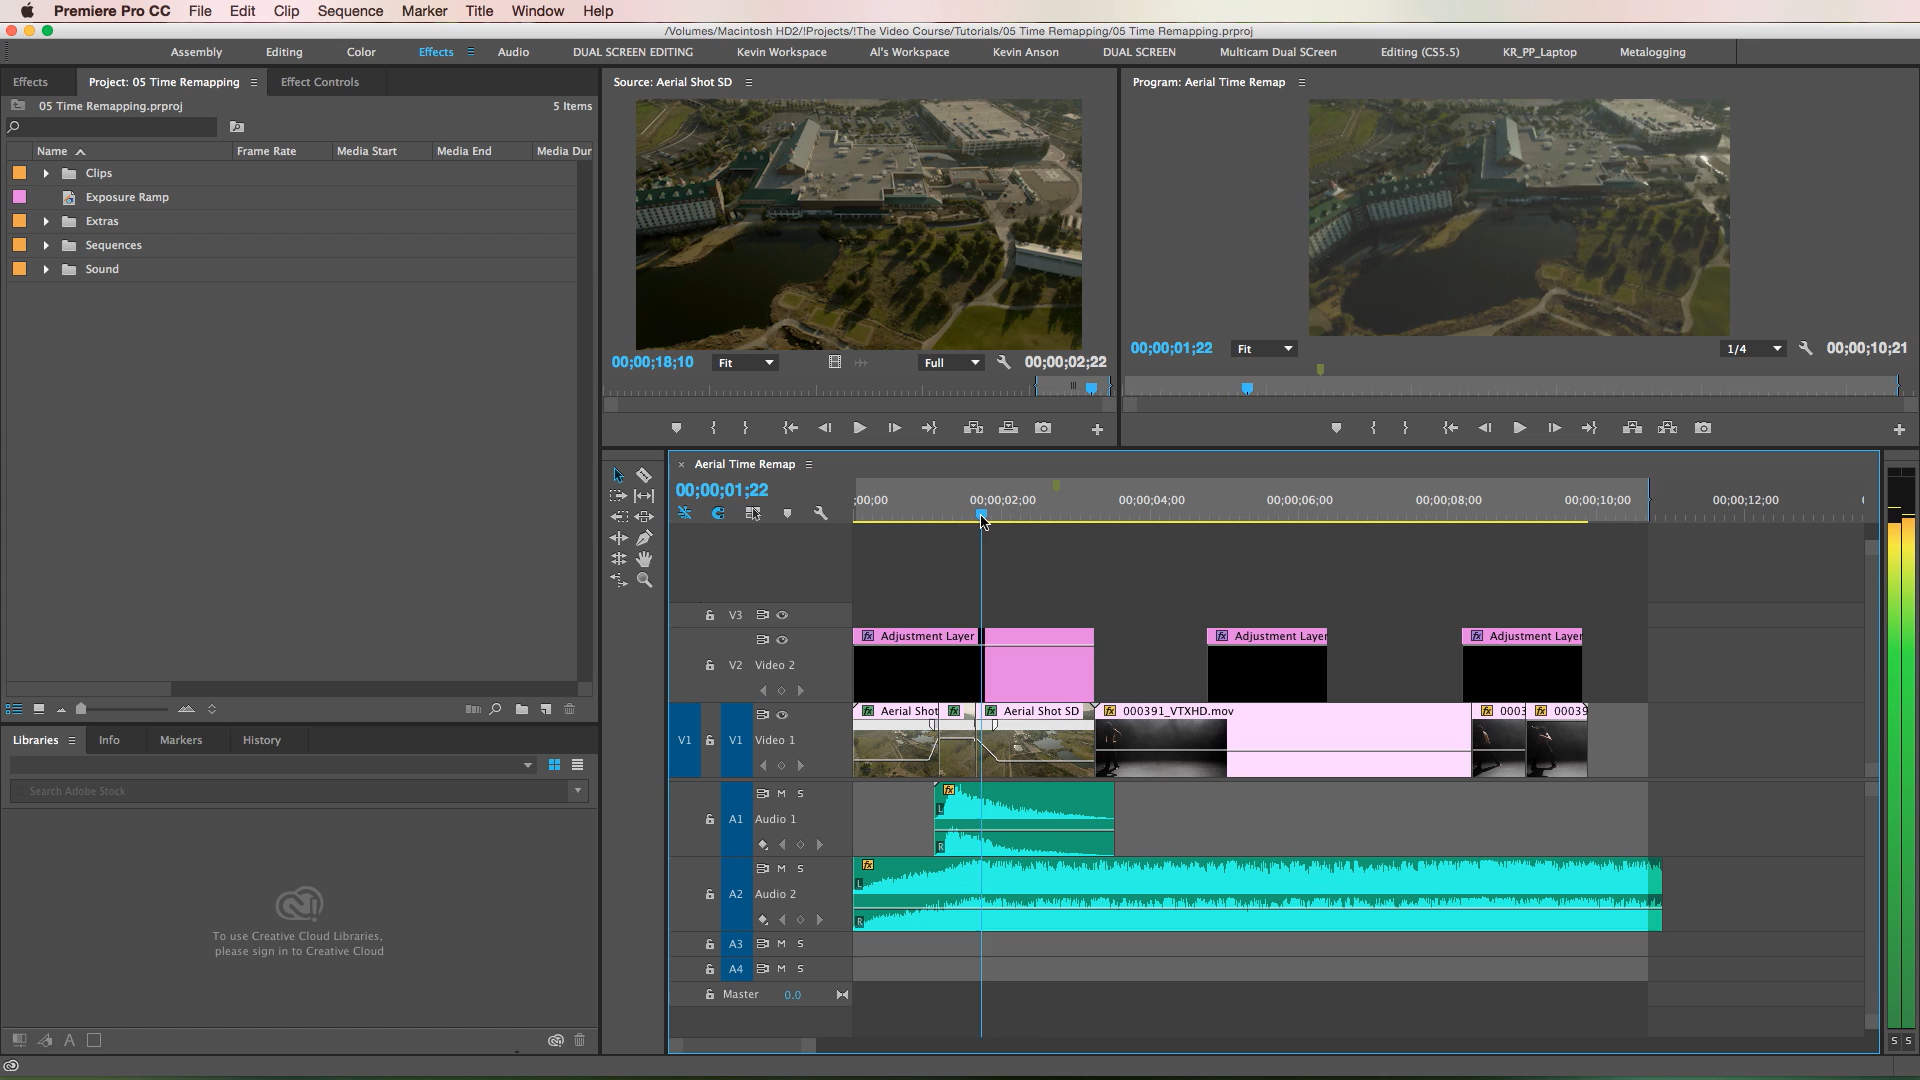 Premiere Pro CC File Edit Clip Sequence Marker Title Window Help
/Volumes/Macintosh HD2/!Projects/!The Video Course/Tutorials/05 Time Remapping/05 Time Remapping.prproj
Assembly Editing Color Effects Audio DUAL SCREEN EDITING Kevin Workspace Al's Workspace Kevin Anson DUAL SCREEN Multicam Dual SCreen Editing (CS5.5) KR_PP_Laptop Metalogging
Effects Project: 05 Time Remapping Effect Controls
05 Time Remapping.prproj 5 Items
Name Frame Rate Media Start Media End Media Dur
Clips
Exposure Ramp
Extras
Sequences
Sound
Source: Aerial Shot SD
00;00;18;10 Fit Full 00;00;02;22
Program: Aerial Time Remap
00;00;01;22 Fit 1/4 00;00;10;21
Libraries Info Markers History
Search Adobe Stock
To use Creative Cloud Libraries,
please sign in to Creative Cloud
Aerial Time Remap
00;00;01;22
;00;00 00;00;02;00 00;00;04;00 00;00;06;00 00;00;08;00 00;00;10;00 00;00;12;00
V3
Adjustment Layer Adjustment Layer Adjustment Layer
V2 Video 2
Aerial Shot Aerial Shot SD 000391_VTXHD.mov 0003 00039
V1 V1 Video 1
M S
A1 Audio 1
L
R
M S
A2 Audio 2
L
R
A3 M S
A4 M S
Master 0.0
S S